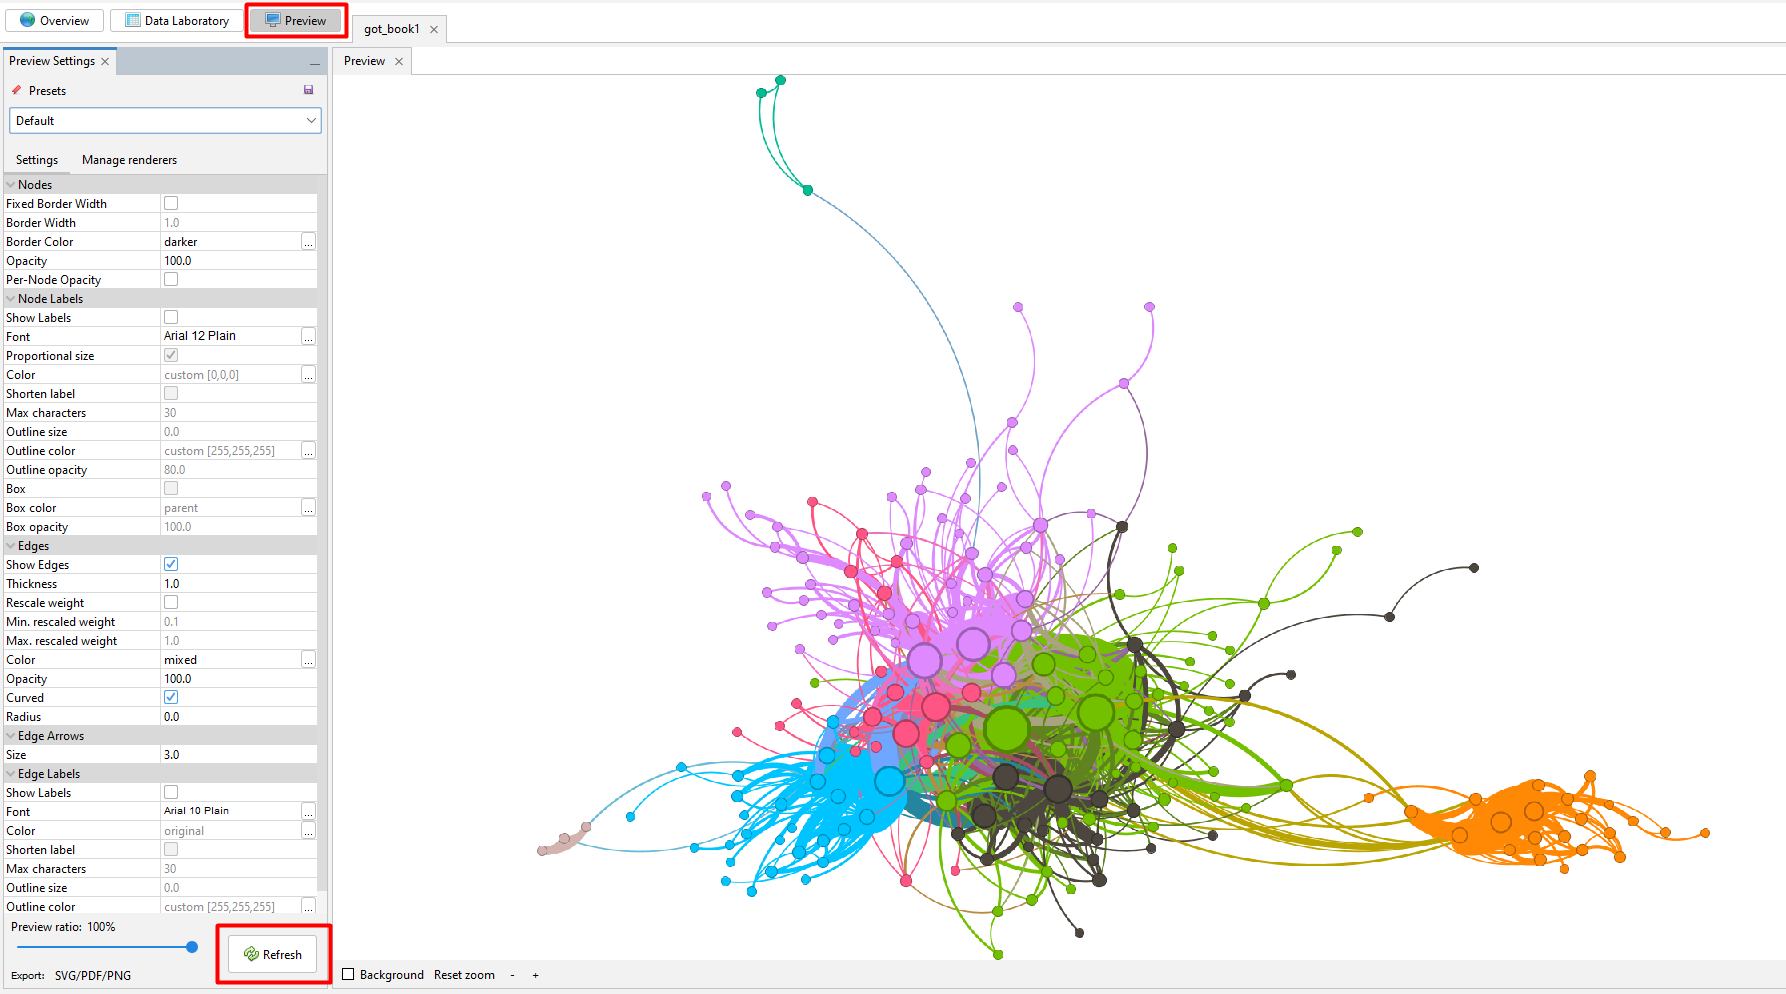 Overview Data Laboratory Preview got_book1
Preview Settings
Preview
Presets
Default
Settings Manage renderers
Nodes
Fixed Border Width
Border Width 1.0
Border Color darker ...
Opacity 100.0
Per-Node Opacity
Node Labels
Show Labels
Font Arial 12 Plain ...
Proportional size
Color custom [0,0,0] ...
Shorten label
Max characters 30
Outline size 0.0
Outline color custom [255,255,255] ...
Outline opacity 80.0
Box
Box color parent ...
Box opacity 100.0
Edges
Show Edges
Thickness 1.0
Rescale weight
Min. rescaled weight 0.1
Max. rescaled weight 1.0
Color mixed ...
Opacity 100.0
Curved
Radius 0.0
Edge Arrows
Size 3.0
Edge Labels
Show Labels
Font Arial 10 Plain ...
Color original ...
Shorten label
Max characters 30
Outline size 0.0
Outline color custom [255,255,255] ...
Preview ratio: 100%
Refresh
Export: SVG/PDF/PNG
Background Reset zoom - +